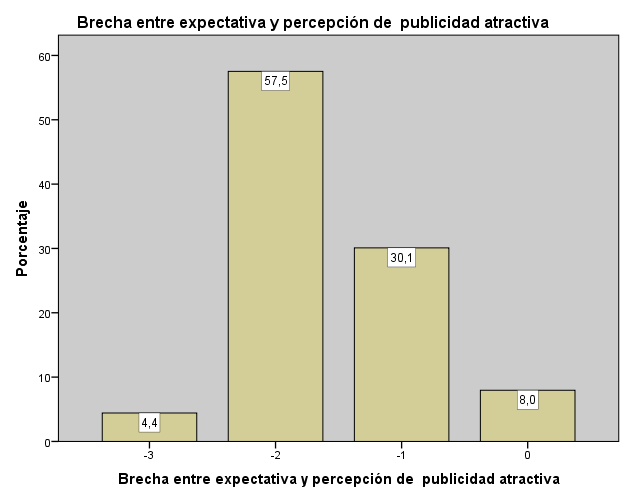 Brecha entre expectativa y percepción de  publicidad atractiva
60
50
40
30
20
10
0
Porcentaje
57,5
30,1
8,0
4,4
-3 -2 -1 0
Brecha entre expectativa y percepción de  publicidad atractiva